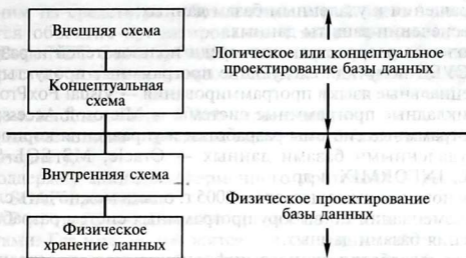 Внешняя схема
Концептуальная
схема
Внутренняя схема
Физическое
хранение данных
Логическое или концептуальное
проектирование базы данных
Физическое проектирование
базы данных